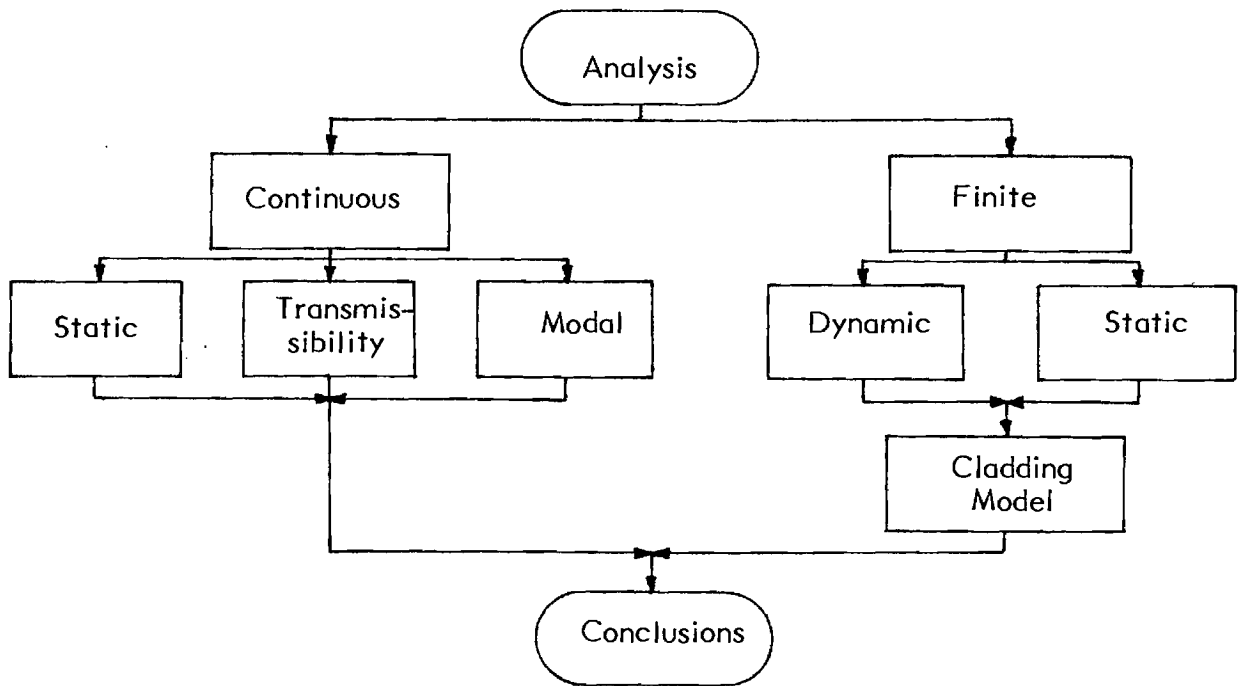 Analysis
Continuous
Finite
Static
Transmis-
sibility
Modal
Dynamic
Static
Cladding
Model
Conclusions